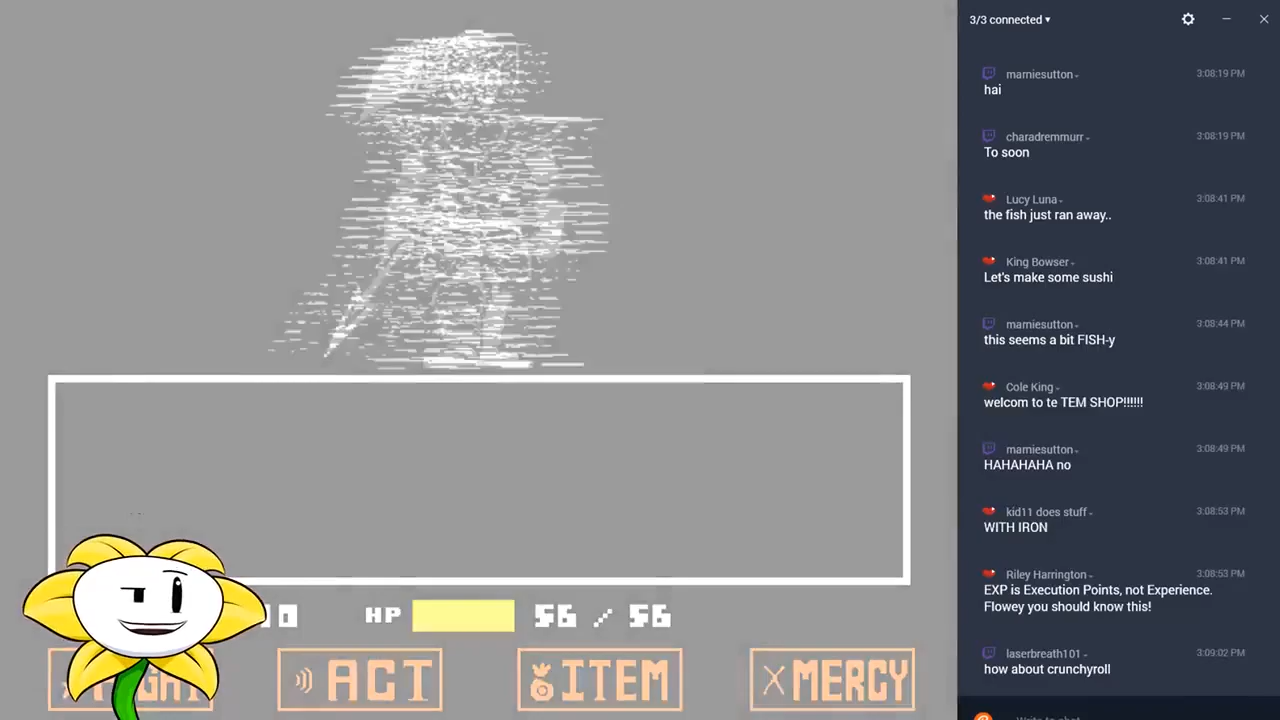 3/3 connected
mamiesutton
3:08:19 PM
hai
charadremmurr
3:08:19 PM
To soon
Lucy Luna
3:08:41 PM
the fish just ran away..
King Bowser
3:08:41 PM
Let's make some sushi
mamiesutton
3:08:44 PM
this seems a bit FISH-y
Cole King
3:08:49 PM
welcom to te TEM SHOP!!!!!!
mamiesutton
3:08:49 PM
HAHAHAHA no
kid11 does stuff
3:08:53 PM
WITH IRON
Riley Harrington
3:08:53 PM
EXP is Execution Points, not Experience.
Flowey you should know this!
laserbreath101
3:09:02 PM
how about crunchyroll
Write to chat
HP 56 / 56
ACT
ITEM
MERCY